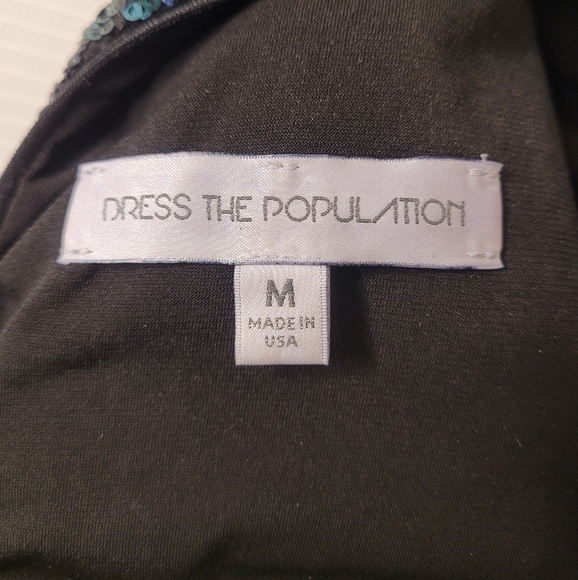 DRESS THE POPULATION
M
MADE IN
USA